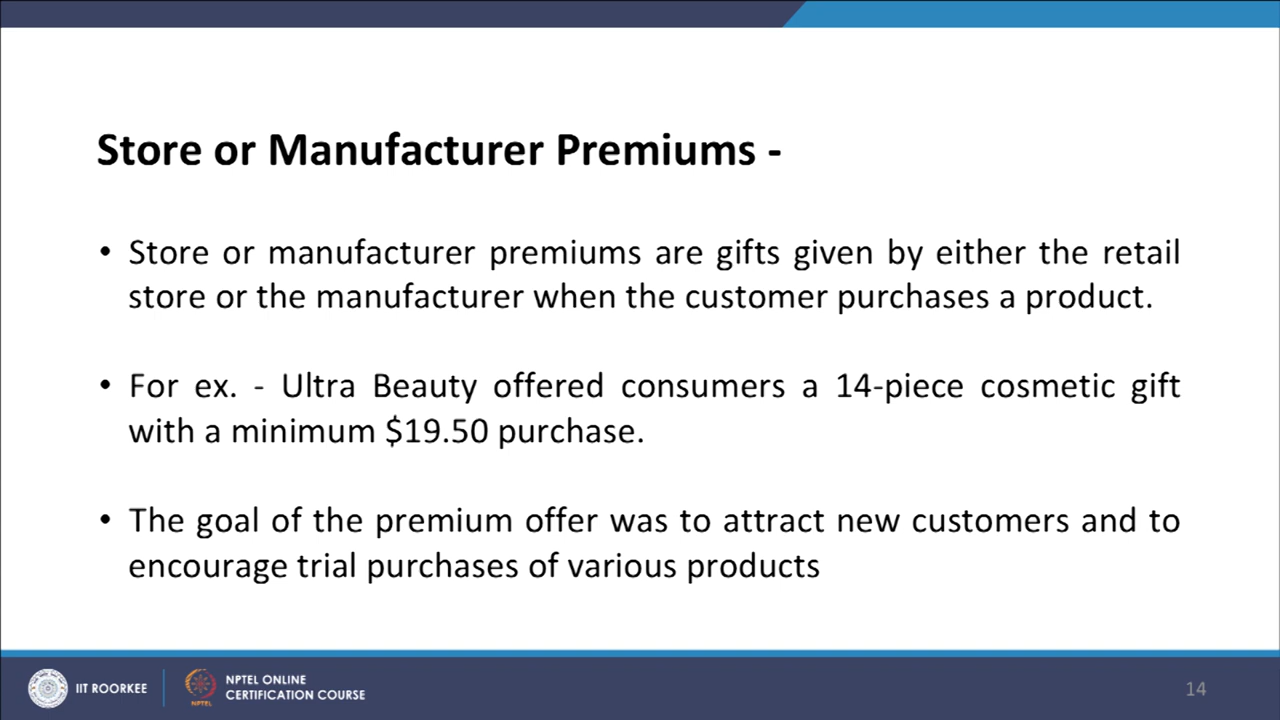 Store or Manufacturer Premiums -
• Store or manufacturer premiums are gifts given by either the retail
store or the manufacturer when the customer purchases a product.
• For ex. - Ultra Beauty offered consumers a 14-piece cosmetic gift
with a minimum $19.50 purchase.
• The goal of the premium offer was to attract new customers and to
encourage trial purchases of various products
IIT ROORKEE
NPTEL
NPTEL ONLINE
CERTIFICATION COURSE
14